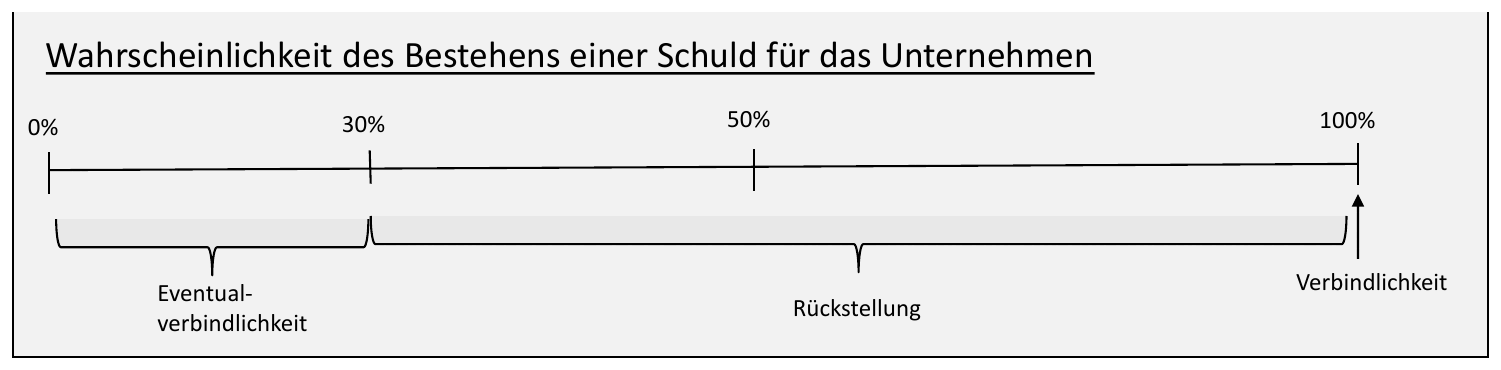 Wahrscheinlichkeit des Bestehens einer Schuld für das Unternehmen
0%
30%
50%
100%
Eventual-
verbindlichkeit
Rückstellung
Verbindlichkeit